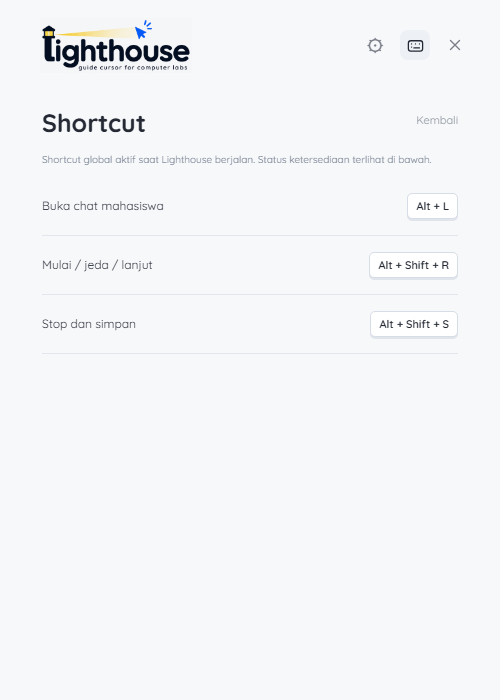 lighthouse
guide cursor for computer labs
Shortcut
Kembali
Shortcut global aktif saat Lighthouse berjalan. Status ketersediaan terlihat di bawah.
Buka chat mahasiswa
Alt + L
Mulai / jeda / lanjut
Alt + Shift + R
Stop dan simpan
Alt + Shift + S